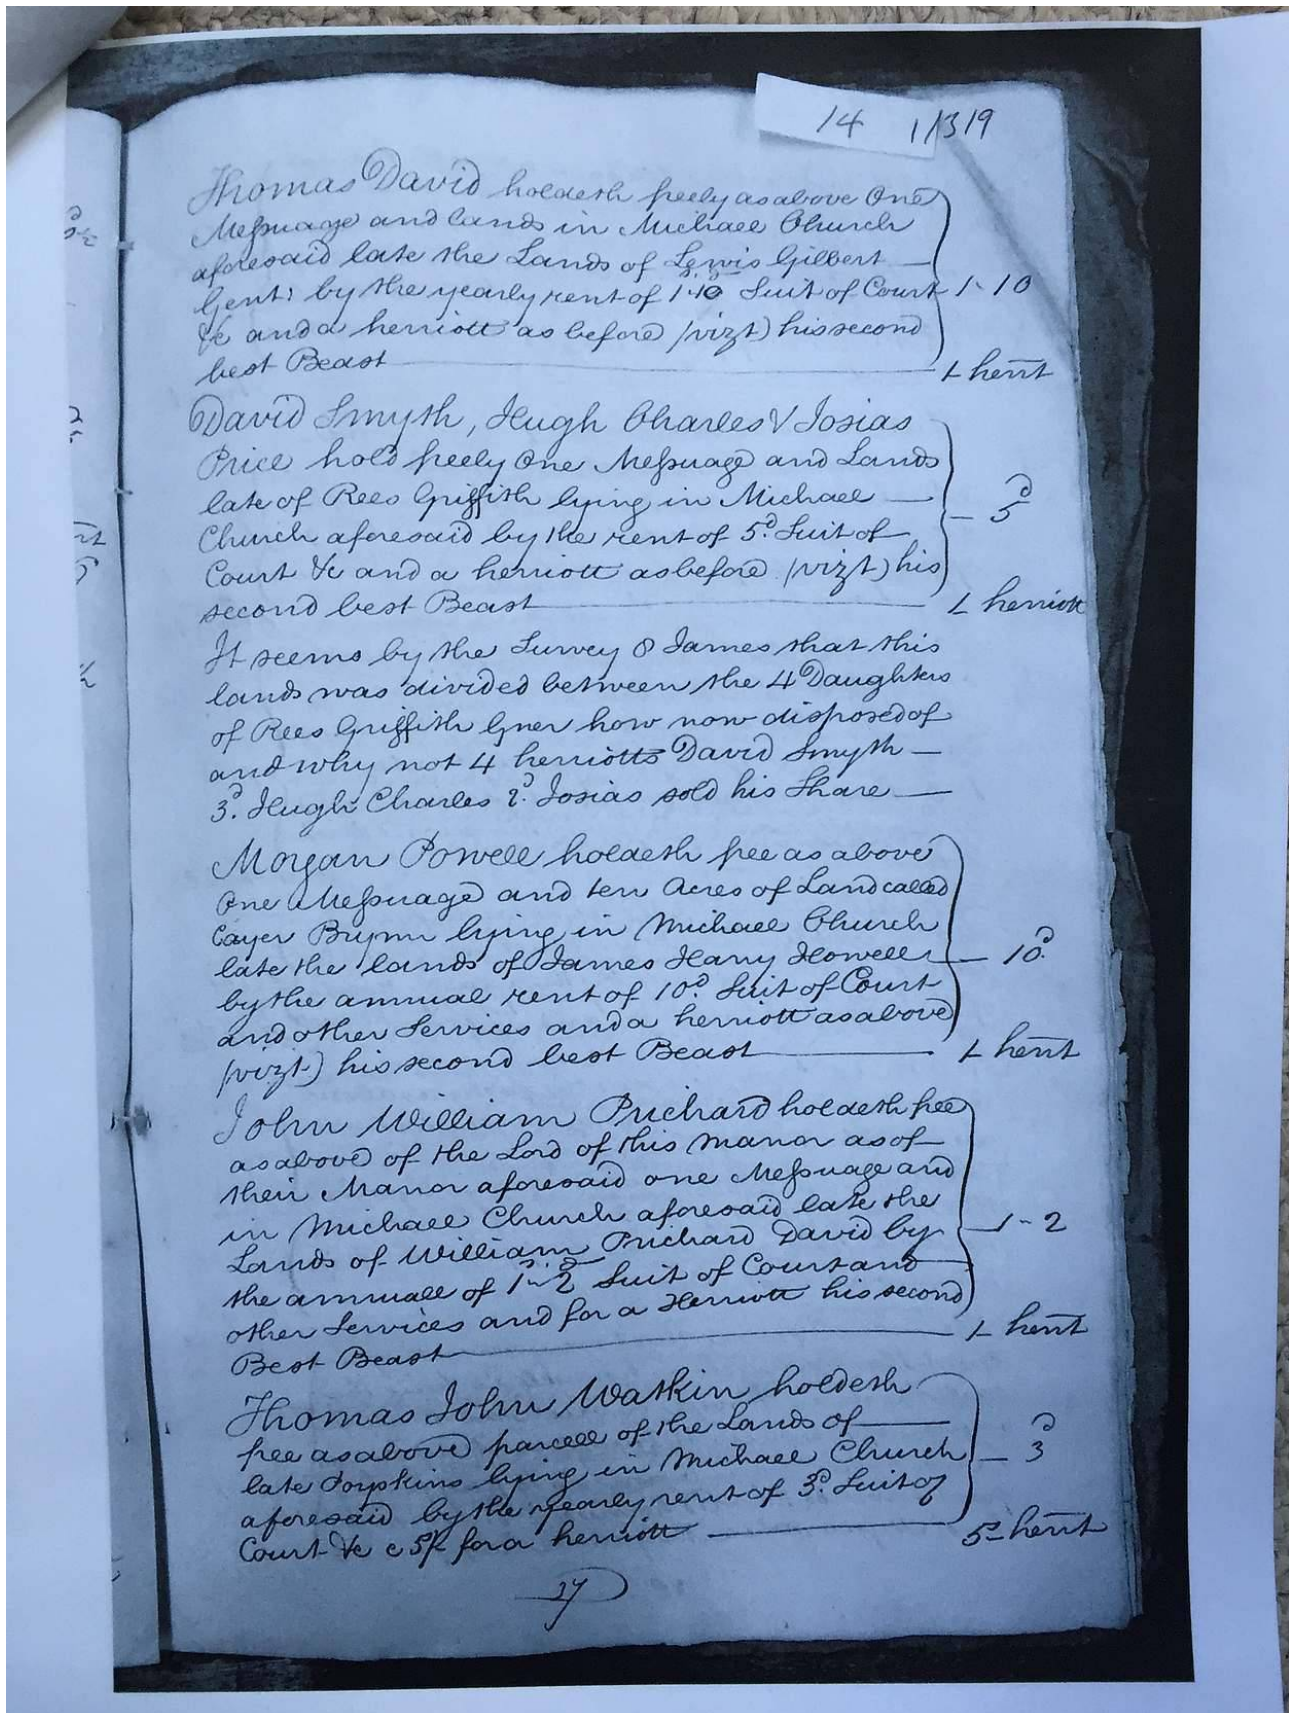 14 1/319
Thomas David holdeth freely as above One
Messuage and Lands in Michaell Church
aforesaid late the Lands of Lewis Gilbert
Gent: by the yearly rent of 1s.10d Suit of Court 1 - 10
&c and a herriott as before (vizt) his second
best Beast 1 herrt
David Smyth, Hugh Charles & Josias
Price hold freely One Messuage and Lands
late of Rees Griffith lying in Michaell
Church aforesaid by the rent of 5d. Suit of 5d
Court &c and a herriott as before (vizt) his
second best Beast 1 herriott
It seems by the Survey 8 James that this
lands was divided between the 4 Daughters
of Rees Griffith Gner how now disposed of
and why not 4 herriotts David Smyth
3d. Hugh Charles 2d. Josias sold his Share
Morgan Powell holdeth free as above
One Messuage and ten Acres of Land called
Cayer Brynn lying in Michaell Church
late the lands of James Harry Howell 10d.
by the annual rent of 10d. Suit of Court
and other Services and a herriott as above
(vizt) his second best Beast 1 herrt
John William Prichard holdeth free
as above of the Lord of this manor as of
their Manor aforesaid one Messuage and
in Michaell Church aforesaid late the
Lands of William Prichard David by 1 - 2
the annuall of 1s. 2d Suit of Court and
other Services and for a Herriott his second
Best Beast 1 herrt
Thomas John Watkin holdeth
free as above parcell of the Lands of
late lying in Michaell Church 3d
aforesaid by the yearly rent of 3d. Suit of
Court &c c 5/- for a herriott 5s herrt
37